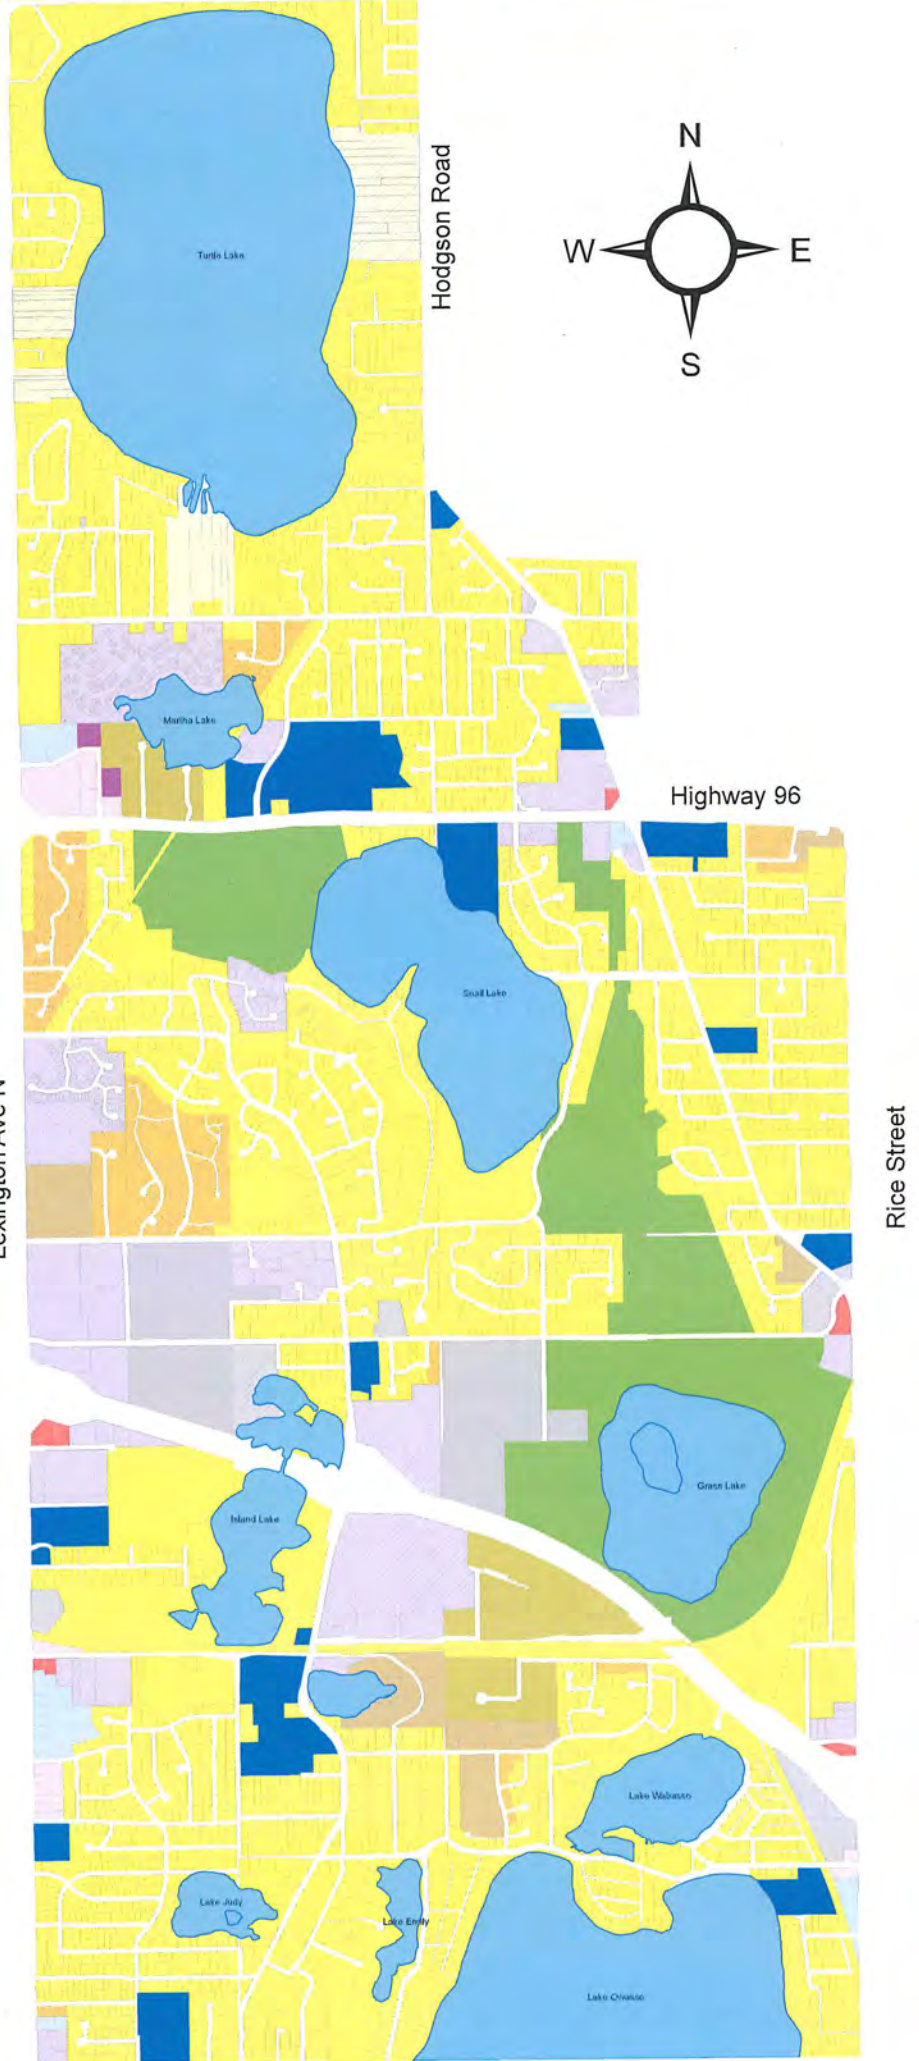 N
W E
S
Hodgson Road
Turtle Lake
Martha Lake
Highway 96
Snail Lake
Rice Street
Grass Lake
Island Lake
Lake Wabasso
Lake Judy
Lake Emily
Lake Owasso